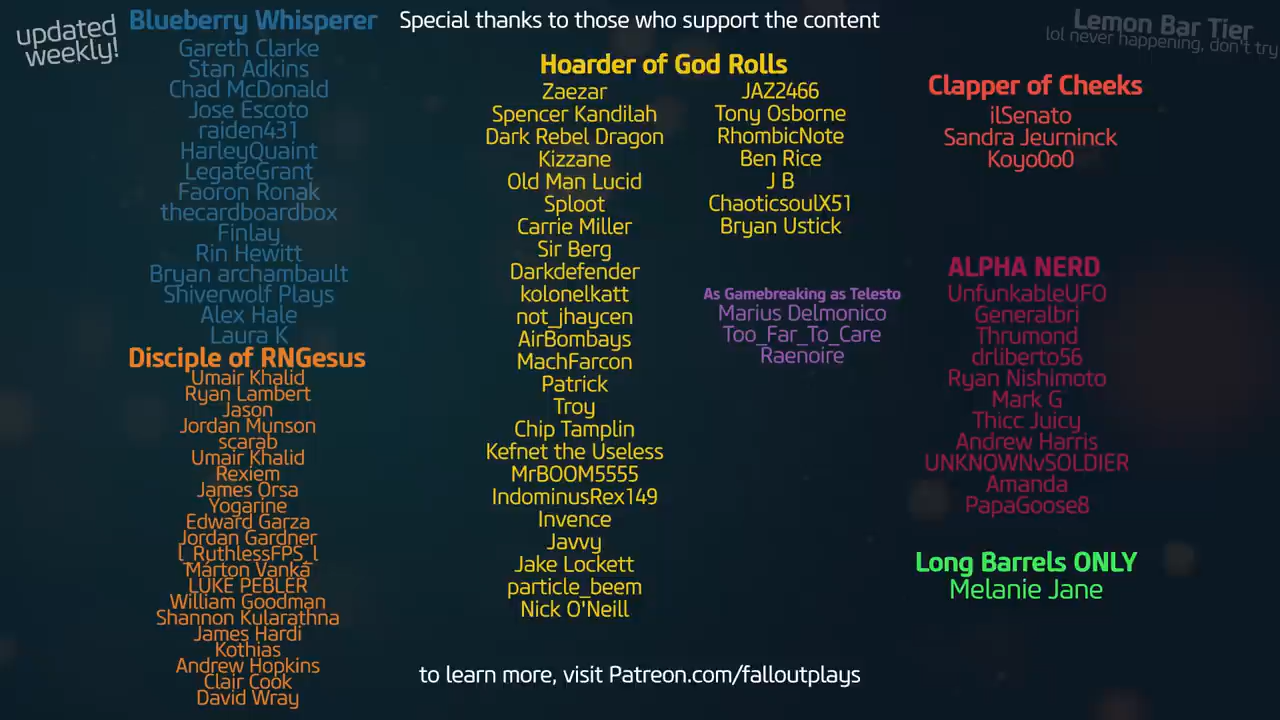 updated
weekly!
Special thanks to those who support the content
Blueberry Whisperer
Gareth Clarke
Stan Adkins
Chad McDonald
Jose Escoto
raiden431
HarleyQuaint
LegateGrant
Faoron Ronak
thecardboardbox
Finlay
Rin Hewitt
Bryan archambault
Shiverwolf Plays
Alex Hale
Laura K
Disciple of RNGesus
Umair Khalid
Ryan Lambert
Jason
Jordan Munson
scarab
Umair Khalid
Rexiem
James Orsa
Yogarine
Edward Garza
Jordan Gardner
l_RuthlessFPS_l
Márton Vanka
LUKE PEBLER
William Goodman
Shannon Kularathna
James Hardi
Kothias
Andrew Hopkins
Clair Cook
David Wray
Hoarder of God Rolls
Zaezar
Spencer Kandilah
Dark Rebel Dragon
Kizzane
Old Man Lucid
Sploot
Carrie Miller
Sir Berg
Darkdefender
kolonelkatt
not_jhaycen
AirBombays
MachFarcon
Patrick
Troy
Chip Tamplin
Kefnet the Useless
MrBOOM5555
IndominusRex149
Invence
Javvy
Jake Lockett
particle_beem
Nick O'Neill
JAZ2466
Tony Osborne
RhombicNote
Ben Rice
J B
ChaoticsoulX51
Bryan Ustick
As Gamebreaking as Telesto
Marius Delmonico
Too_Far_To_Care
Raenoire
Lemon Bar Tier
lol never happening, don't try
Clapper of Cheeks
ilSenato
Sandra Jeurninck
Koyo0o0
ALPHA NERD
UnfunkableUFO
Generalbri
Thrumond
drliberto56
Ryan Nishimoto
Mark G
Thicc Juicy
Andrew Harris
UNKNOWNvSOLDIER
Amanda
PapaGoose8
Long Barrels ONLY
Melanie Jane
to learn more, visit Patreon.com/falloutplays